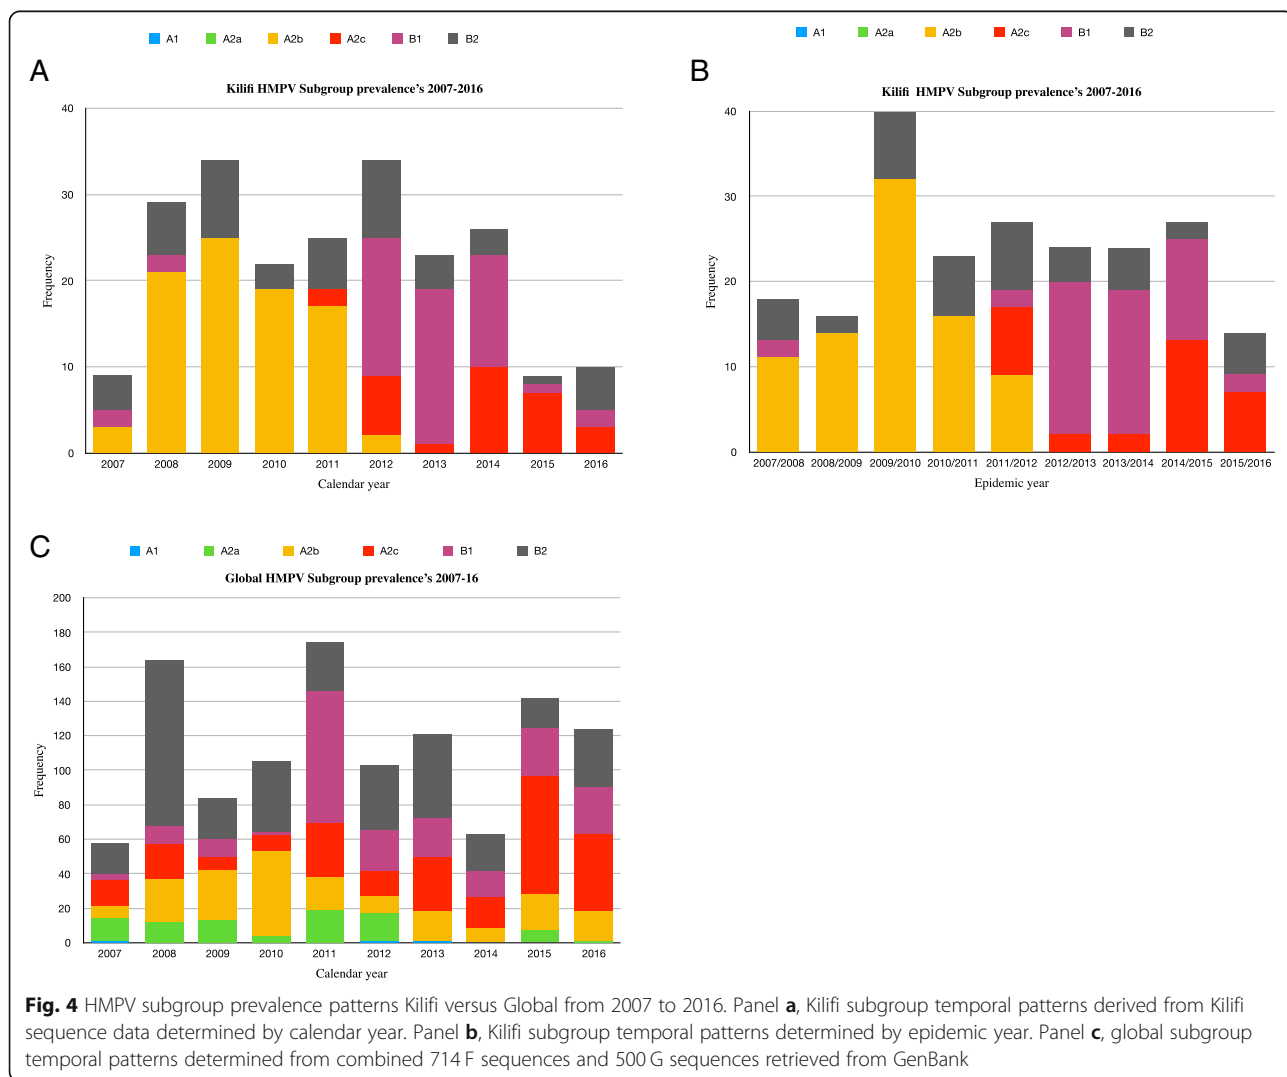 A1 A2a A2b A2c B1 B2
A
Kilifi HMPV Subgroup prevalence's 2007-2016
40
30
20
10
0
Frequency
2007 2008 2009 2010 2011 2012 2013 2014 2015 2016
Calendar year
A1 A2a A2b A2c B1 B2
B
Kilifi HMPV Subgroup prevalence's 2007-2016
40
30
20
10
0
Frequency
2007/2008 2008/2009 2009/2010 2010/2011 2011/2012 2012/2013 2013/2014 2014/2015 2015/2016
Epidemic year
C
A1 A2a A2b A2c B1 B2
Global HMPV Subgroup prevalence's 2007-16
200
180
160
140
120
100
80
60
40
20
0
Frequency
2007 2008 2009 2010 2011 2012 2013 2014 2015 2016
Calendar year
Fig. 4 HMPV subgroup prevalence patterns Kilifi versus Global from 2007 to 2016. Panel a, Kilifi subgroup temporal patterns derived from Kilifi
sequence data determined by calendar year. Panel b, Kilifi subgroup temporal patterns determined by epidemic year. Panel c, global subgroup
temporal patterns determined from combined 714 F sequences and 500 G sequences retrieved from GenBank